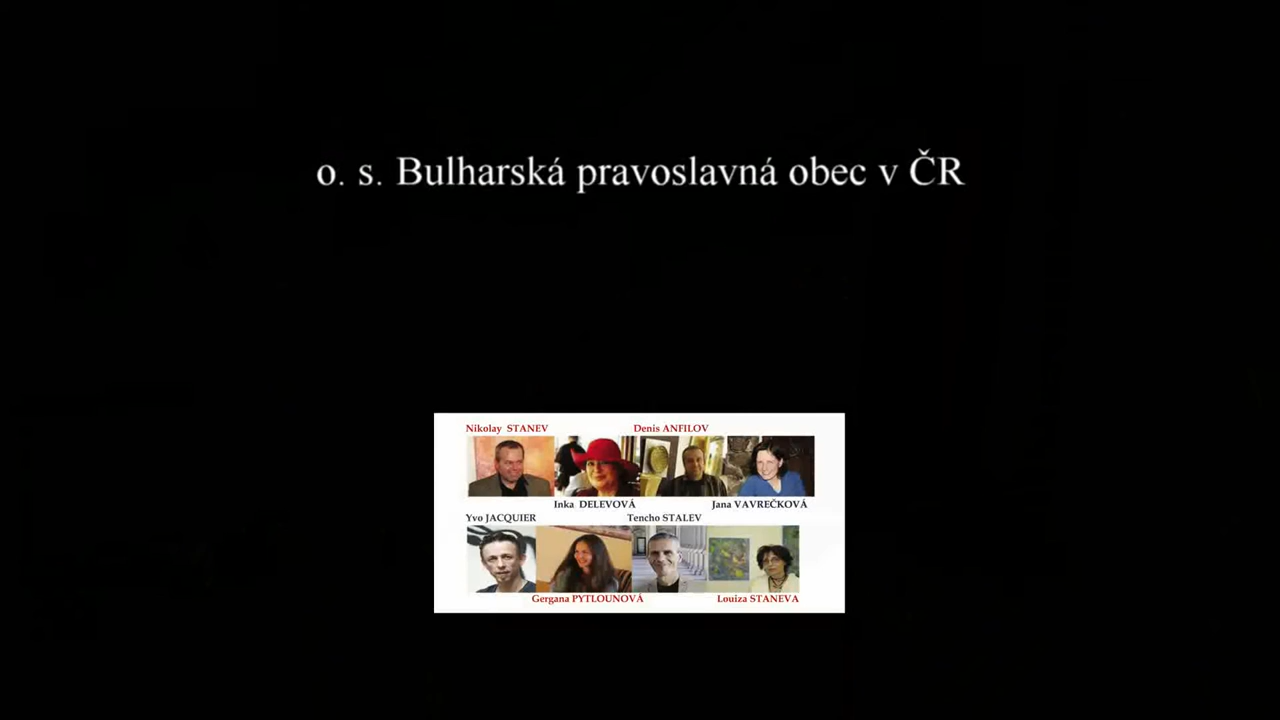 o. s. Bulharská pravoslavná obec v ČR
Nikolay STANEV Denis ANFILOV
Inka DELEVOVÁ Jana VAVREČKOVÁ
Yvo JACQUIER Tencho STALEV
Gergana PYTLOUNOVÁ Louiza STANEVA